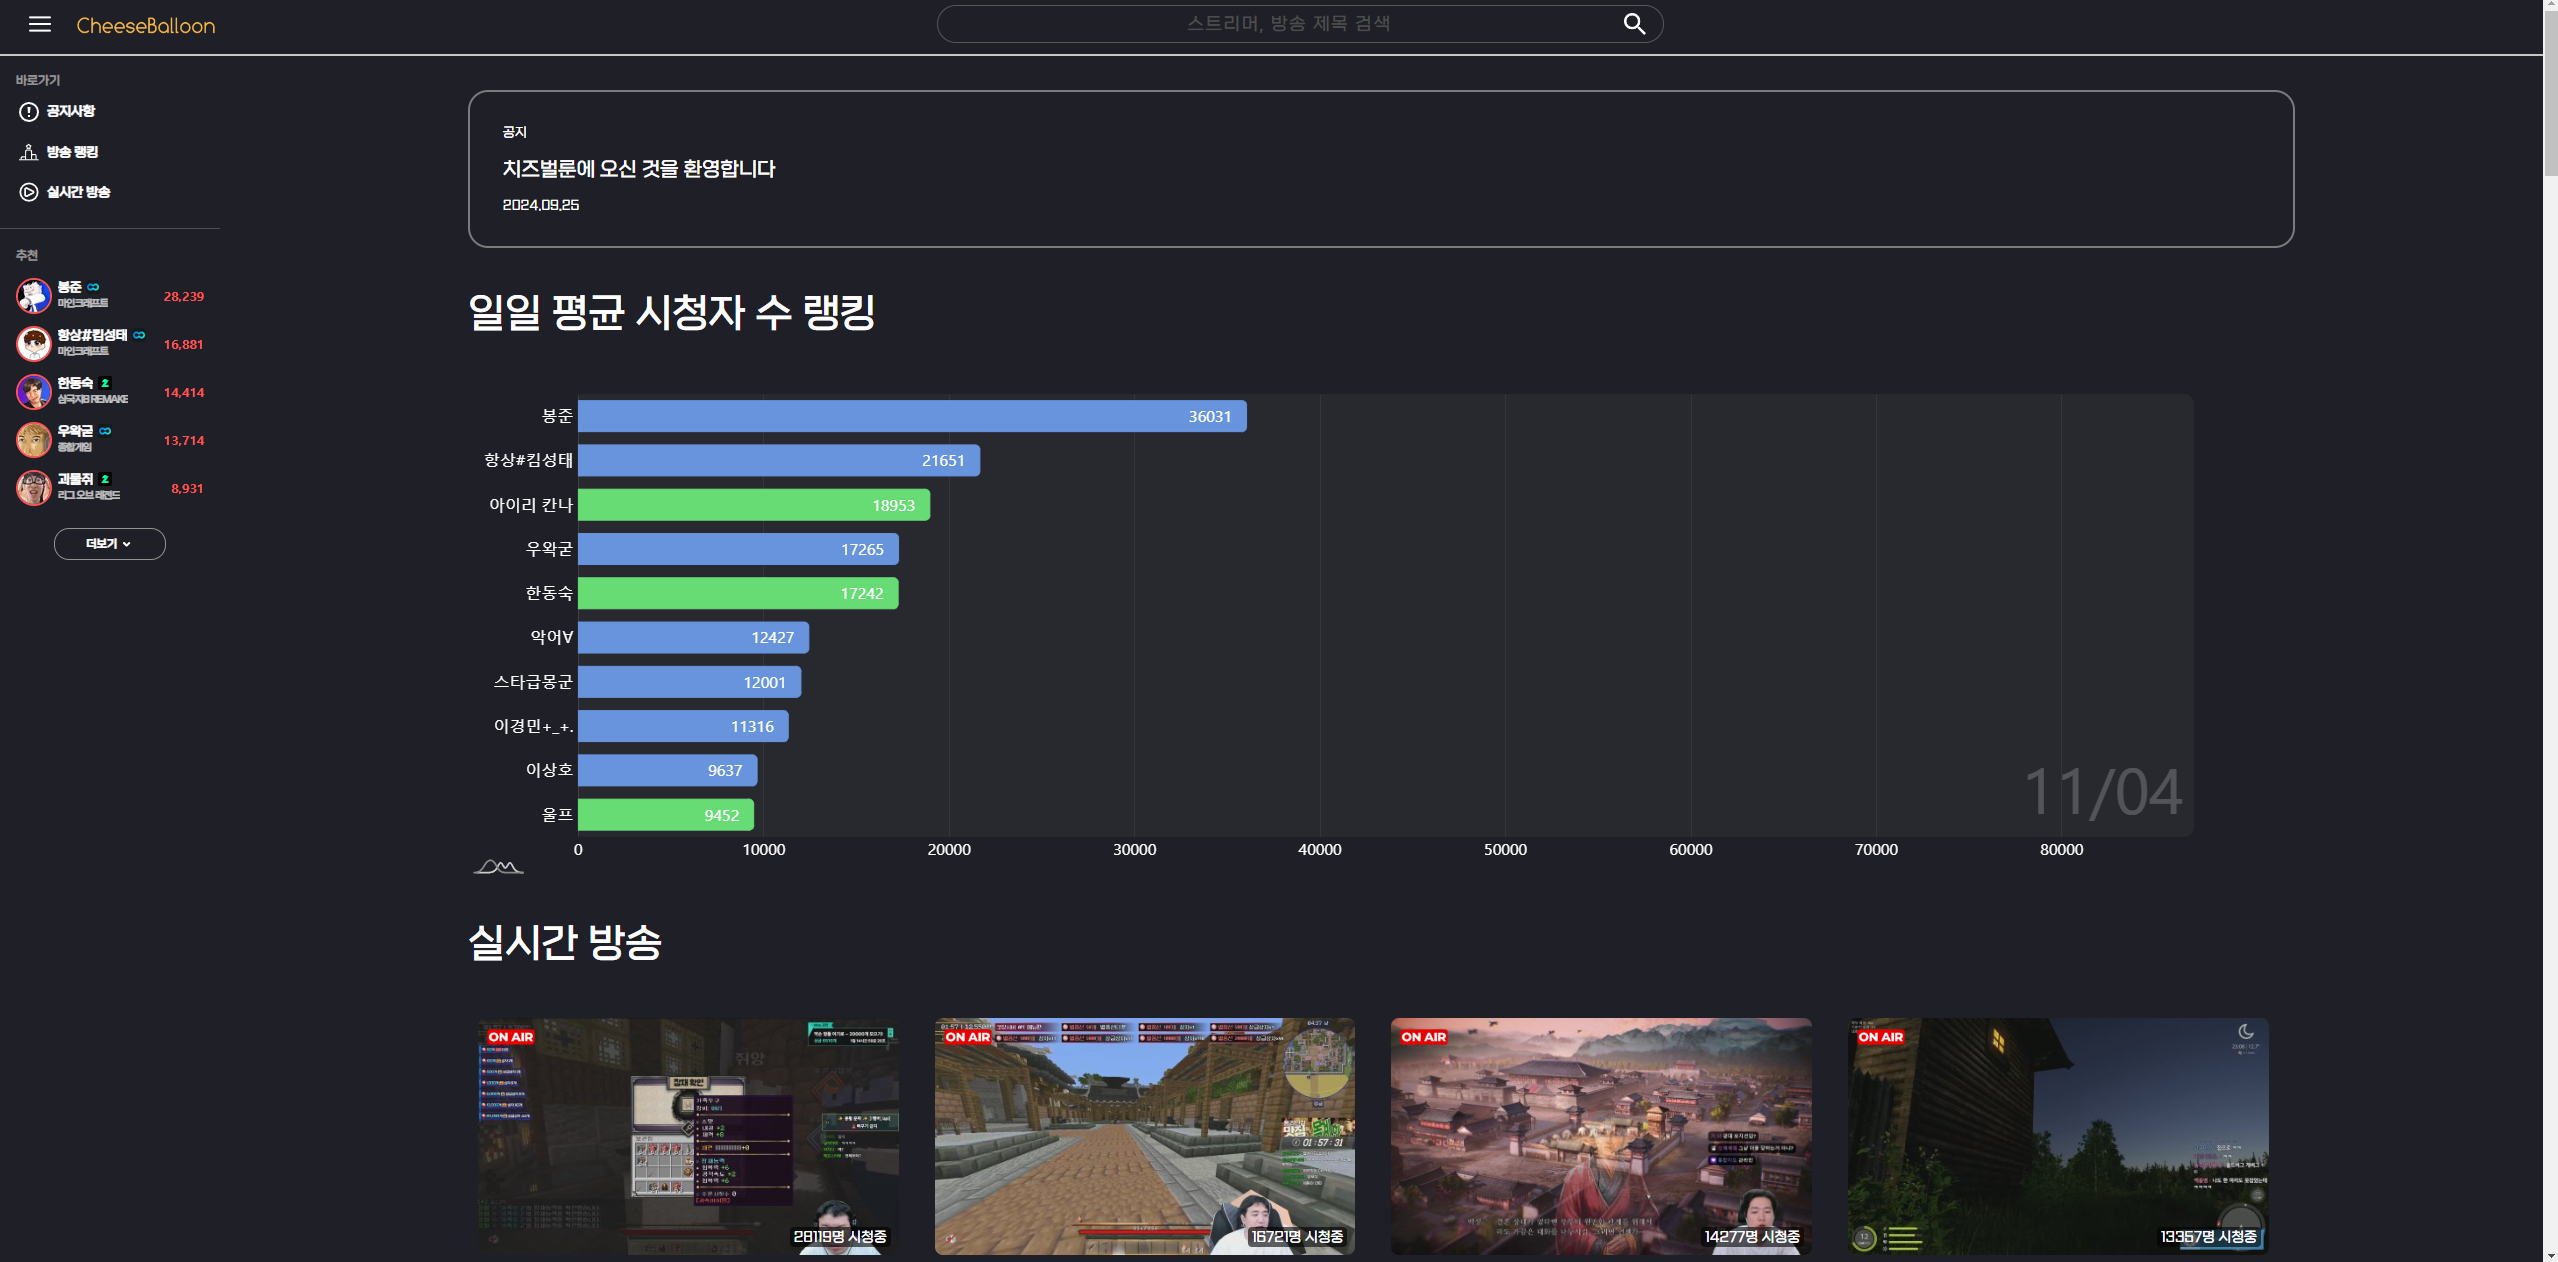 CheeseBalloon
스트리머, 방송 제목 검색
바로가기
공지사항
방송 랭킹
실시간 방송
추천
봉준
마인크래프트
28,239
항상#킴성태
마인크래프트
16,881
한동숙
삼국지8 REMAKE
14,414
우왁굳
종합게임
13,714
괴물쥐
리그 오브 레전드
8,931
더보기
공지
치즈벌룬에 오신 것을 환영합니다
2024.09.25
일일 평균 시청자 수 랭킹
봉준 36031
항상#킴성태 21651
아이리 칸나 18953
우왁굳 17265
한동숙 17242
악어∀ 12427
스타급몽군 12001
이경민+_+. 11316
이상호 9637
울프 9452
11/04
0 10000 20000 30000 40000 50000 60000 70000 80000
실시간 방송
ON AIR
쥐앙
28119명 시청중
ON AIR
01:57:31
16721명 시청중
ON AIR
14277명 시청중
ON AIR
13357명 시청중